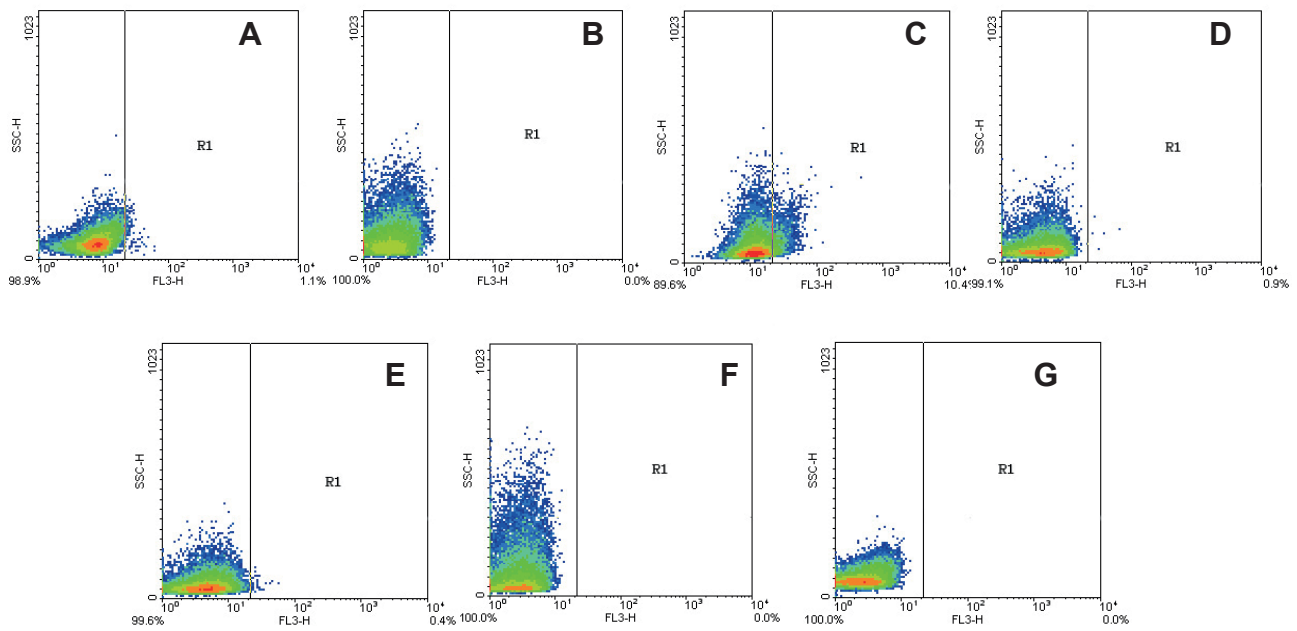 A
1023
SSC-H
R1
0
10⁰ 10¹ 10² 10³ 10⁴
98.9% FL3-H 1.1%
B
1023
SSC-H
R1
0
10⁰ 10¹ 10² 10³ 10⁴
100.0% FL3-H 0.0%
C
1023
SSC-H
R1
0
10⁰ 10¹ 10² 10³ 10⁴
89.6% FL3-H 10.4%
D
1023
SSC-H
R1
0
10⁰ 10¹ 10² 10³ 10⁴
99.1% FL3-H 0.9%
E
1023
SSC-H
R1
0
10⁰ 10¹ 10² 10³ 10⁴
99.6% FL3-H 0.4%
F
1023
SSC-H
R1
0
10⁰ 10¹ 10² 10³ 10⁴
100.0% FL3-H 0.0%
G
1023
SSC-H
R1
0
10⁰ 10¹ 10² 10³ 10⁴
100.0% FL3-H 0.0%